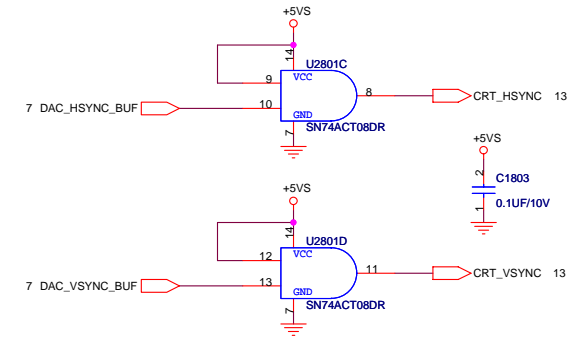 +5VS
14
U2801C
VCC
9
8
CRT_HSYNC 13
7 DAC_HSYNC_BUF
10
GND
SN74ACT08DR
7
+5VS
2
C1803
0.1UF/10V
1
+5VS
14
U2801D
VCC
12
11
CRT_VSYNC 13
7 DAC_VSYNC_BUF
13
GND
SN74ACT08DR
7